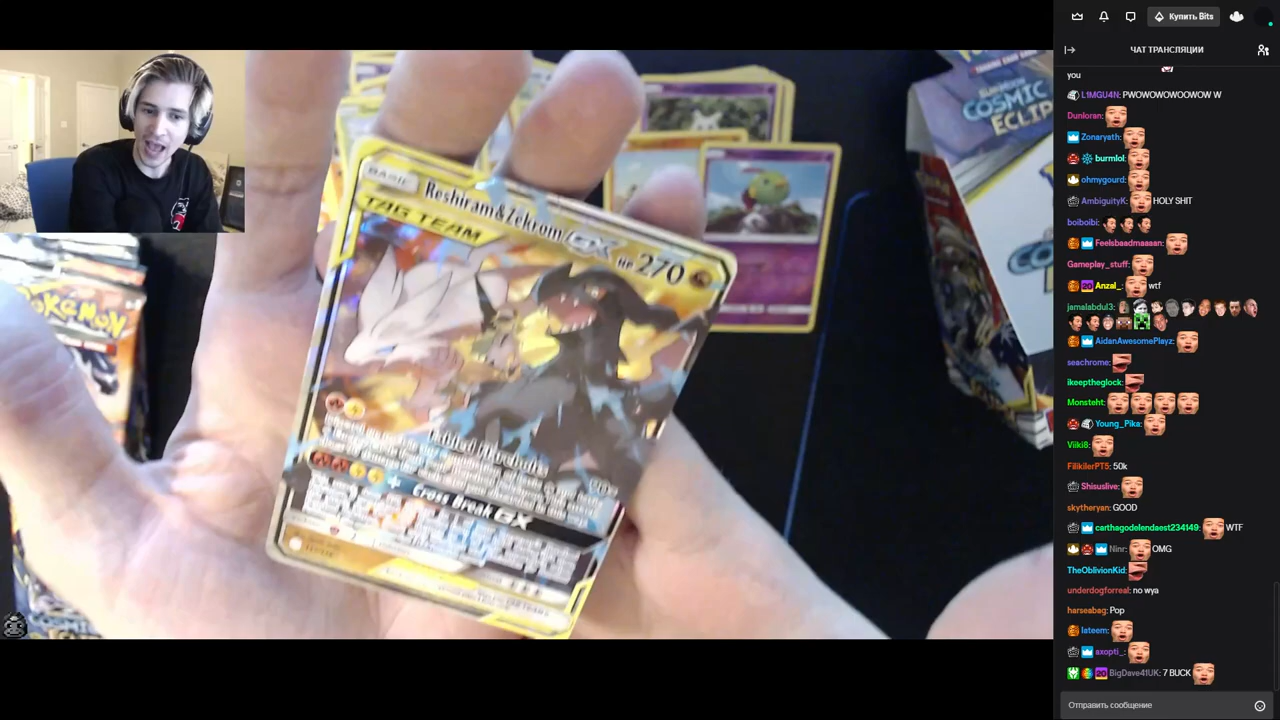 Купить Bits
ЧАТ ТРАНСЛЯЦИИ
you
L1MGU4N: PWOWOWOWOOWOW W
Dunloran:
Zonaryath:
burmlol:
ohmygourd:
AmbiguityK: HOLY SHIT
boiboibi:
Feelsbaadmaaaan:
Gameplay_stuff:
Anzal_: wtf
jamalabdul3:
AidanAwesomePlayz:
seachrome:
ikeeptheglock:
Monsteht:
Young_Pika:
Viiki8:
FilikilerPT5: 50k
Shisuslive:
skytheryan: GOOD
carthagodelendaest234149: WTF
Ninr: OMG
TheOblivionKid:
underdogforreal: no wya
harseabag: Pop
lateem:
axopti_:
BigDave41UK: 7 BUCK
Отправить сообщение
BASIC
Reshiram&Zekrom GX HP 270
TAG TEAM
Cross Break GX
POKéMON
COSMIC
ECLIP